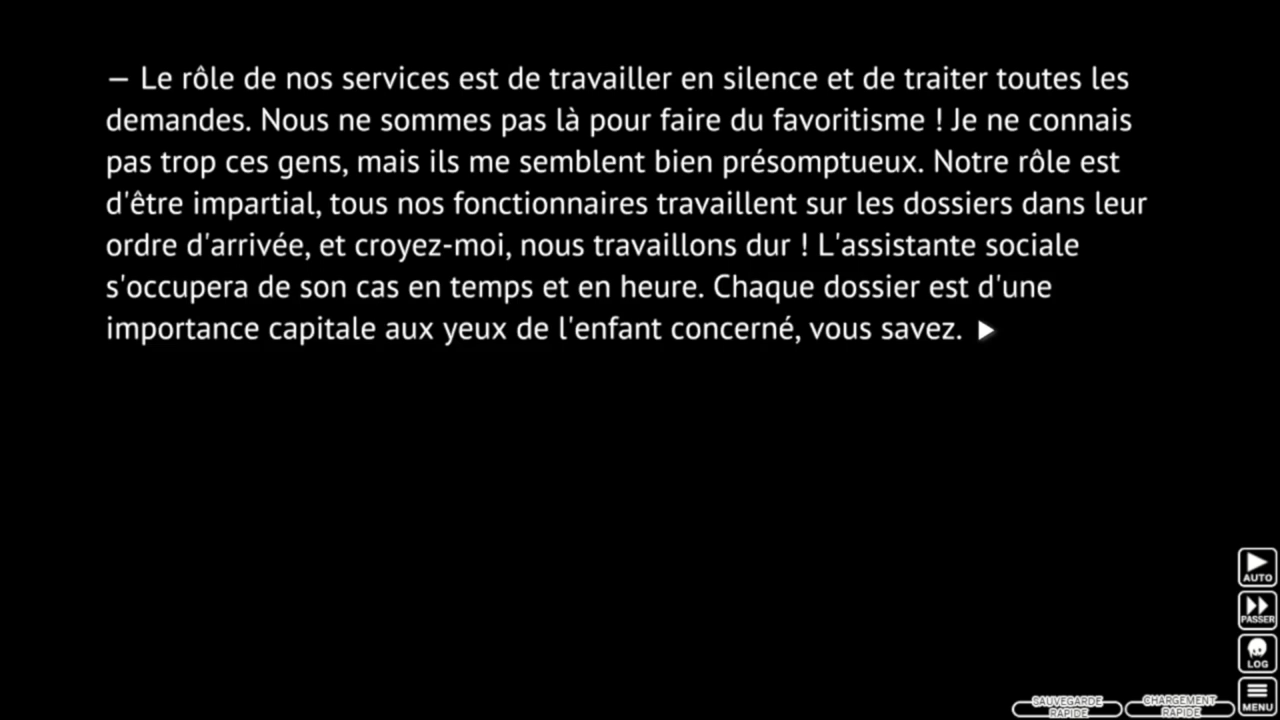 — Le rôle de nos services est de travailler en silence et de traiter toutes les
demandes. Nous ne sommes pas là pour faire du favoritisme ! Je ne connais
pas trop ces gens, mais ils me semblent bien présomptueux. Notre rôle est
d'être impartial, tous nos fonctionnaires travaillent sur les dossiers dans leur
ordre d'arrivée, et croyez-moi, nous travaillons dur ! L'assistante sociale
s'occupera de son cas en temps et en heure. Chaque dossier est d'une
importance capitale aux yeux de l'enfant concerné, vous savez.
AUTO
PASSER
LOG
MENU
SAUVEGARDE
RAPIDE
CHARGEMENT
RAPIDE